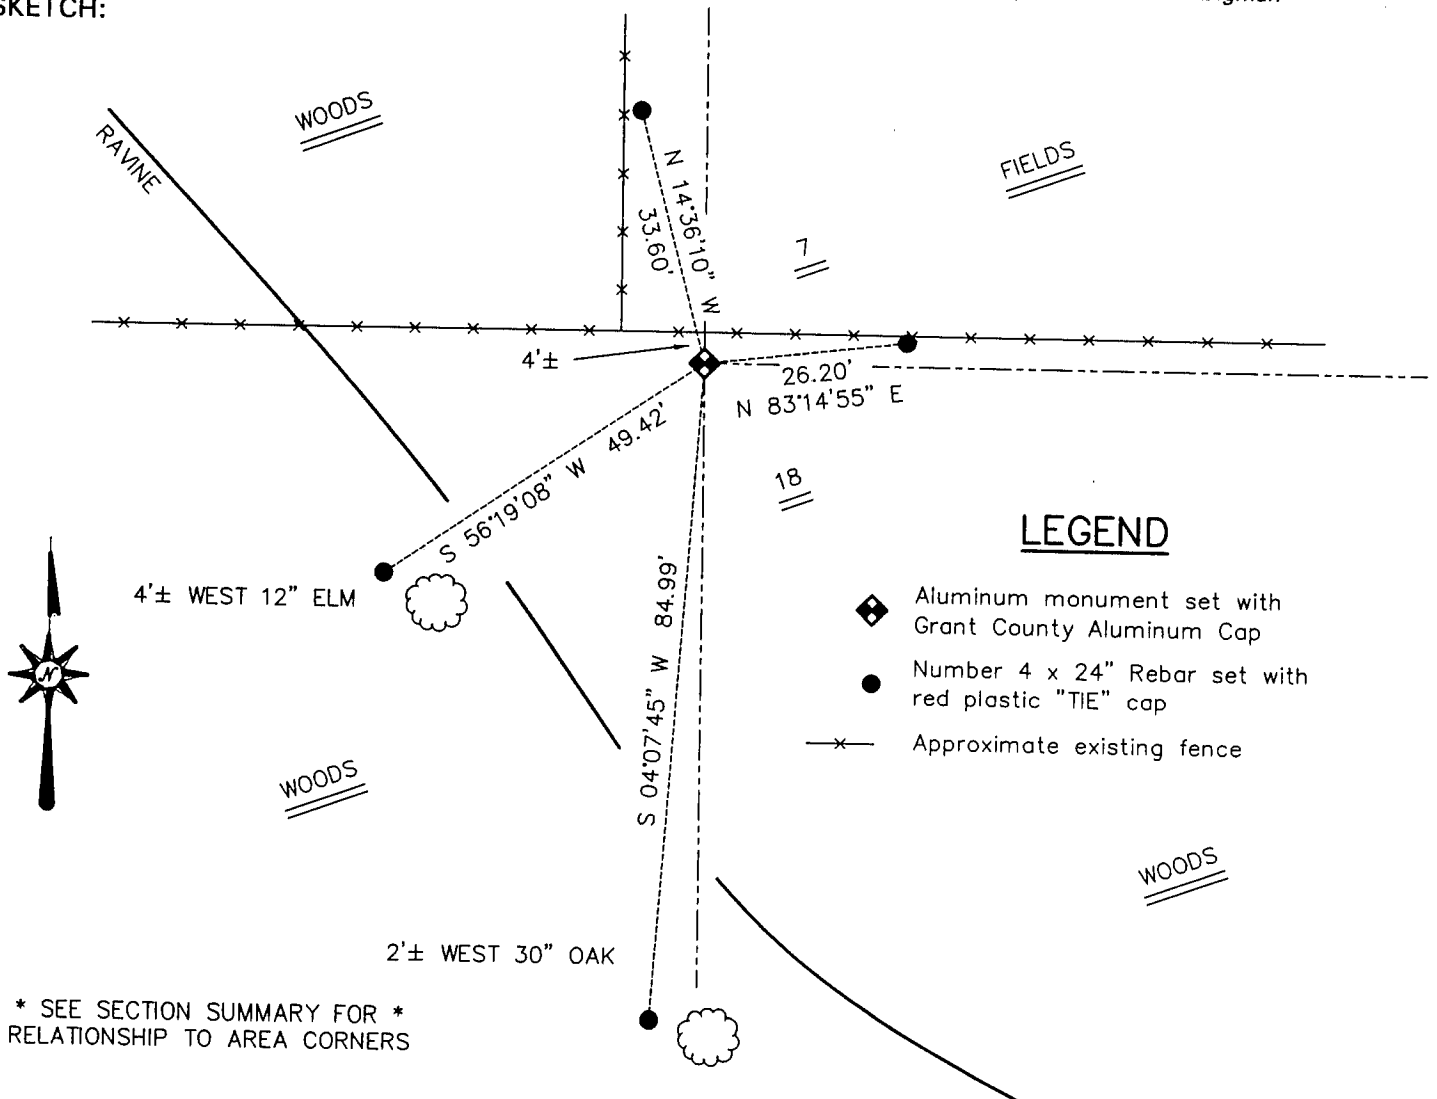 SKETCH:
WOODS
RAVINE
FIELDS
N 14°36'10" W
33.60'
7
4'±
26.20'
N 83°14'55" E
S 56°19'08" W 49.42'
18
S 04°07'45" W 84.99'
4'± WEST 12" ELM
N
LEGEND
Aluminum monument set with
Grant County Aluminum Cap
Number 4 x 24" Rebar set with
red plastic "TIE" cap
Approximate existing fence
WOODS
WOODS
2'± WEST 30" OAK
* SEE SECTION SUMMARY FOR *
RELATIONSHIP TO AREA CORNERS